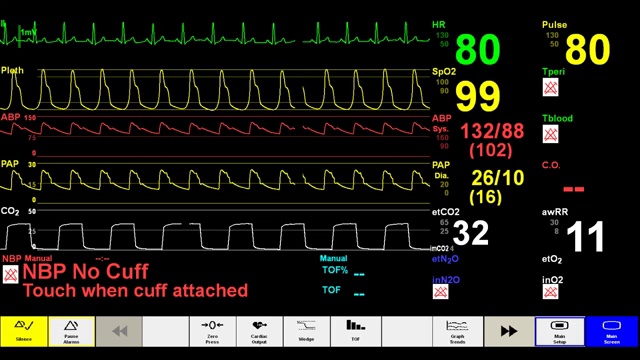 II
1mV
HR
130
50
80
Pulse
130
50
80
Pleth
SpO2
100
90
99
Tperi
ABP
150
75
0
ABP
Sys.
160
90
132/88
(102)
Tblood
PAP
30
15
0
PAP
Dia.
20
0
26/10
(16)
C.O.
--
CO2
50
0
etCO2
65
imCO2 4
32
awRR
30
8
11
NBP Manual --:--
Manual
etN2O
etO2
NBP No Cuff
TOF% --
inN2O
inO2
Touch when cuff attached
TOF --
Silence
Pause
Alarms
Zero
Press
Cardiac
Output
Wedge
TOF
Graph
Trends
Main
Setup
Main
Screen